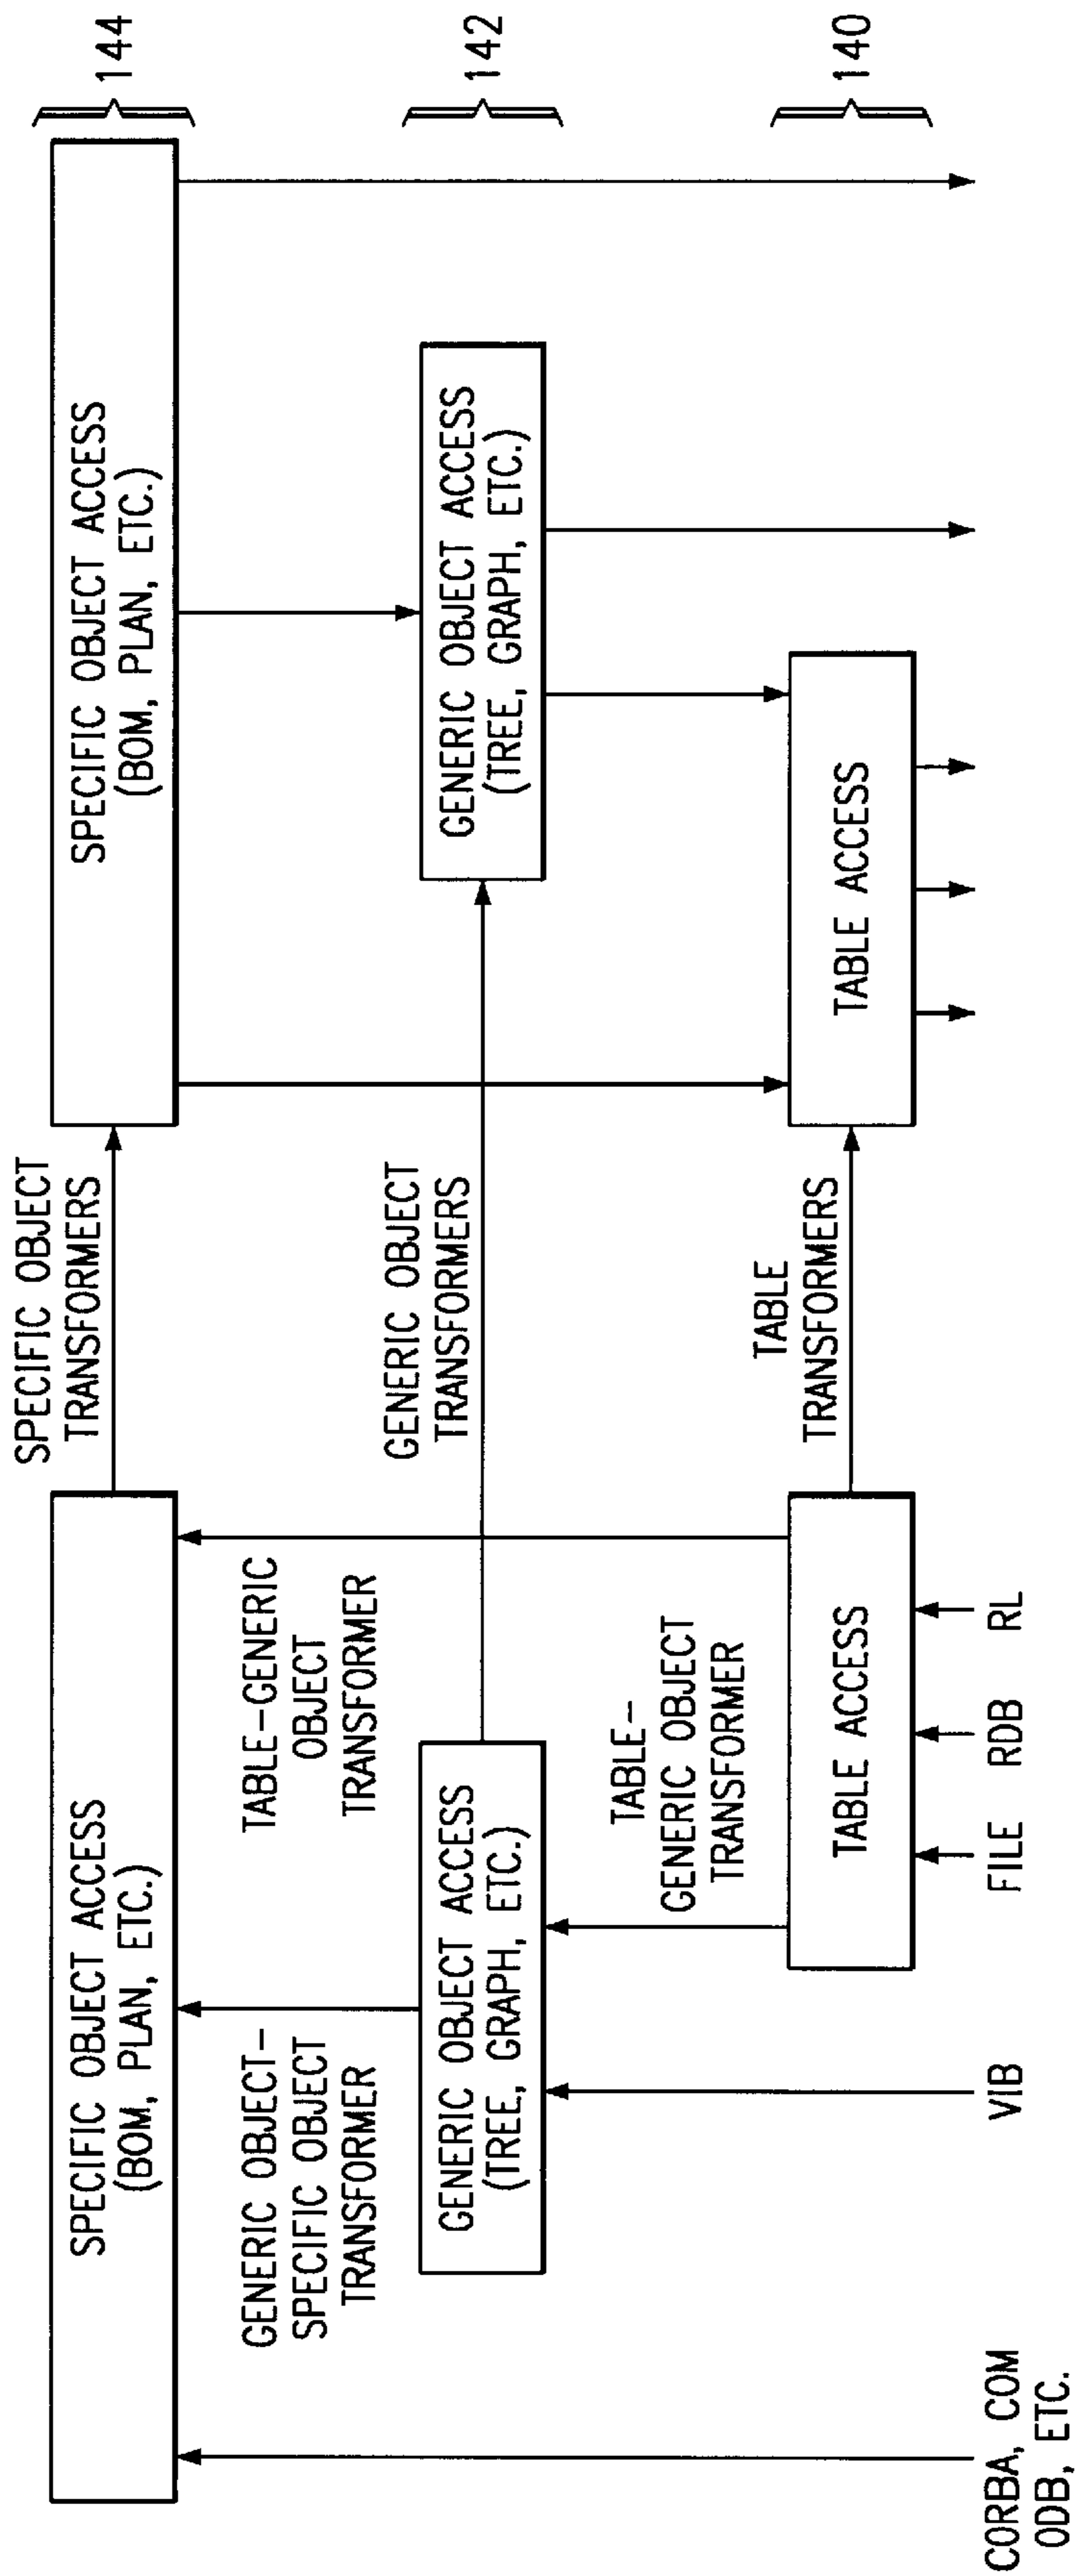 SPECIFIC OBJECT
TRANSFORMERS
SPECIFIC OBJECT ACCESS
(BOM, PLAN, ETC.)
SPECIFIC OBJECT ACCESS
(BOM, PLAN, ETC.)
144
GENERIC OBJECT-
SPECIFIC OBJECT
TRANSFORMER
TABLE-GENERIC
OBJECT
TRANSFORMER
GENERIC OBJECT
TRANSFORMERS
GENERIC OBJECT ACCESS
(TREE, GRAPH, ETC.)
GENERIC OBJECT ACCESS
(TREE, GRAPH, ETC.)
142
TABLE-
GENERIC OBJECT
TRANSFORMER
TABLE
TRANSFORMERS
TABLE ACCESS
TABLE ACCESS
140
CORBA, COM
ODB, ETC.
VIB
FILE
RDB
RL